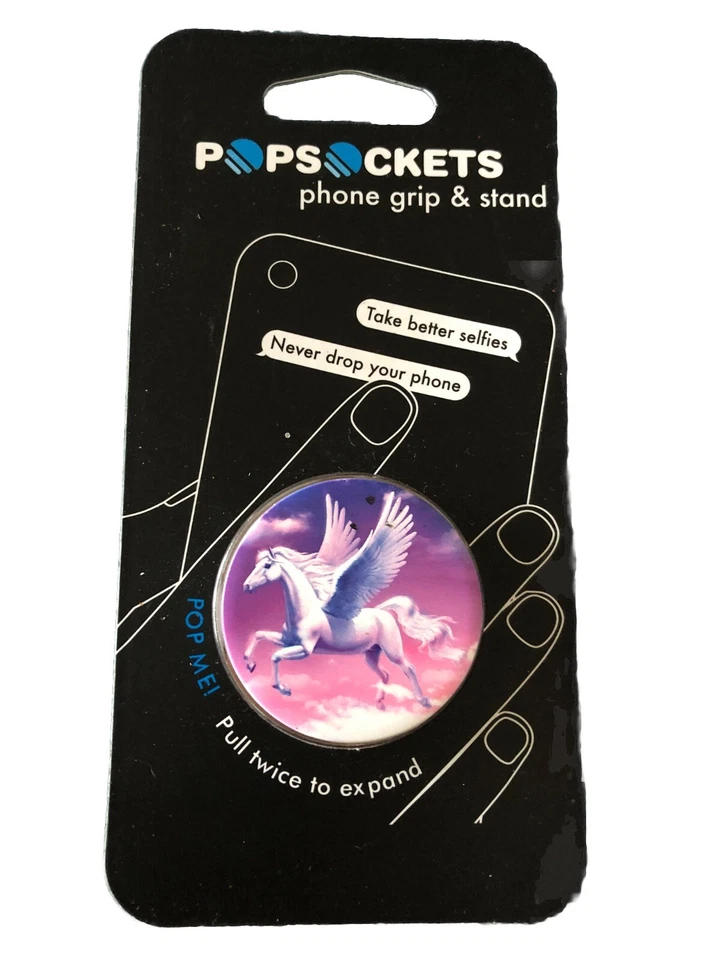 POPSOCKETS
phone grip & stand
Take better selfies
Never drop your phone
POP ME!
Pull twice to expand